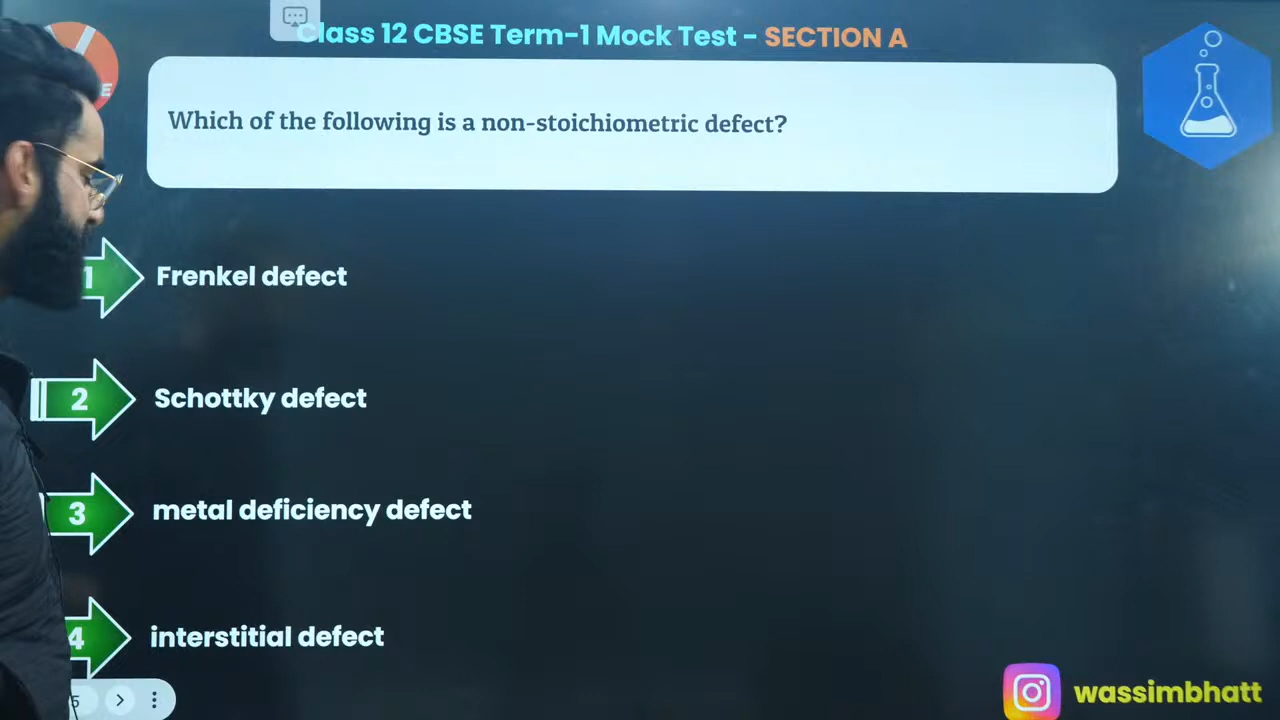 Class 12 CBSE Term-1 Mock Test - SECTION A
Which of the following is a non-stoichiometric defect?
1 Frenkel defect
2 Schottky defect
3 metal deficiency defect
4 interstitial defect
5
wassimbhatt